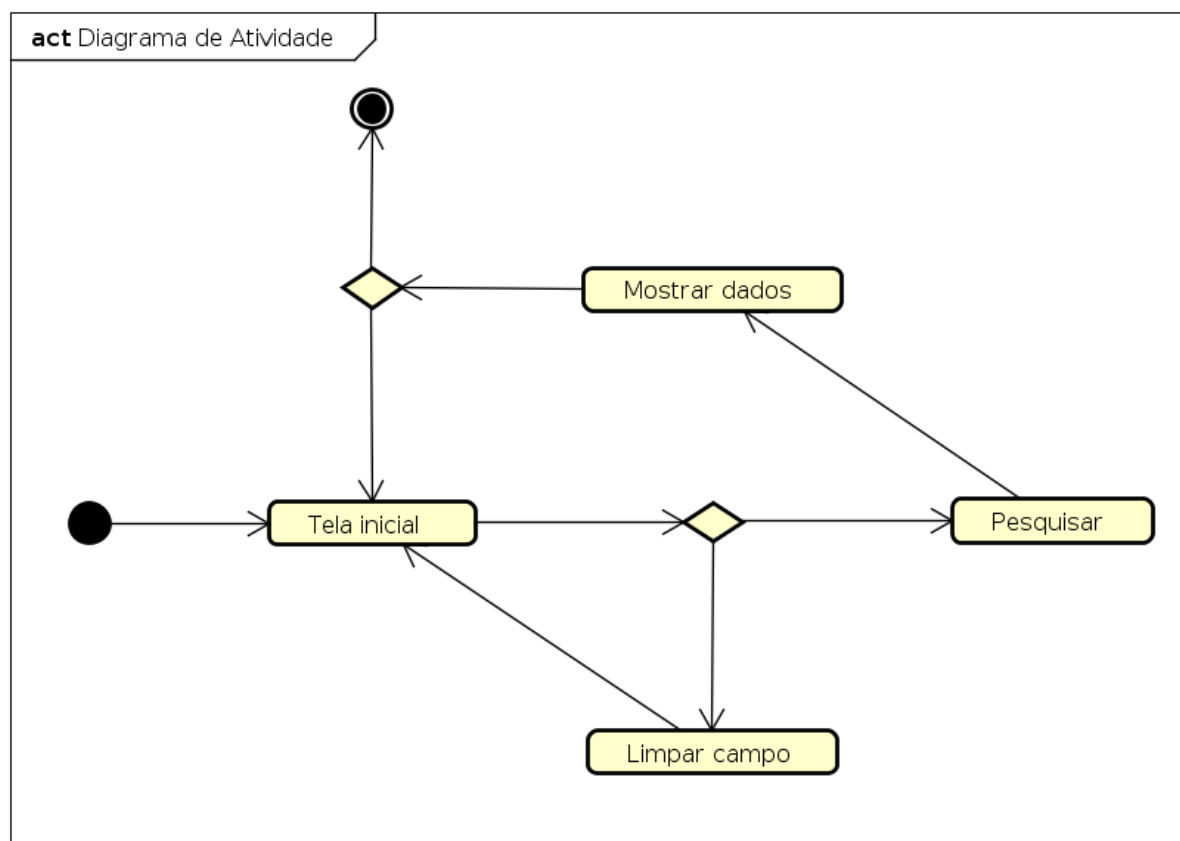 act Diagrama de Atividade
Mostrar dados
Tela inicial
Pesquisar
Limpar campo